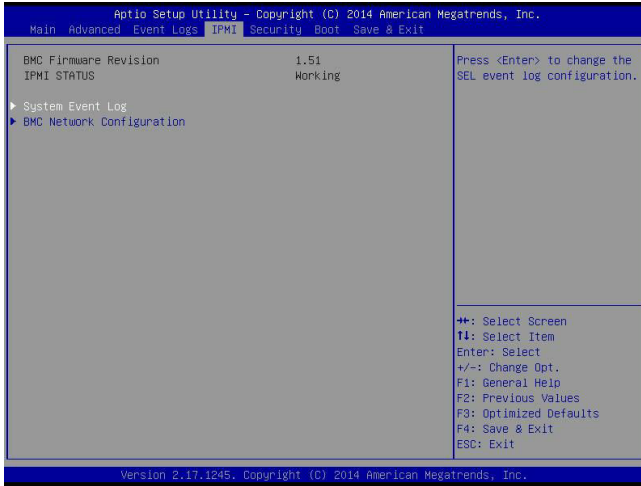 Aptio Setup Utility – Copyright (C) 2014 American Megatrends, Inc.
Main Advanced Event Logs IPMI Security Boot Save & Exit
BMC Firmware Revision 1.51
IPMI STATUS Working
System Event Log
BMC Network Configuration
Press <Enter> to change the
SEL event log configuration.
→←: Select Screen
↑↓: Select Item
Enter: Select
+/-: Change Opt.
F1: General Help
F2: Previous Values
F3: Optimized Defaults
F4: Save & Exit
ESC: Exit
Version 2.17.1245. Copyright (C) 2014 American Megatrends, Inc.